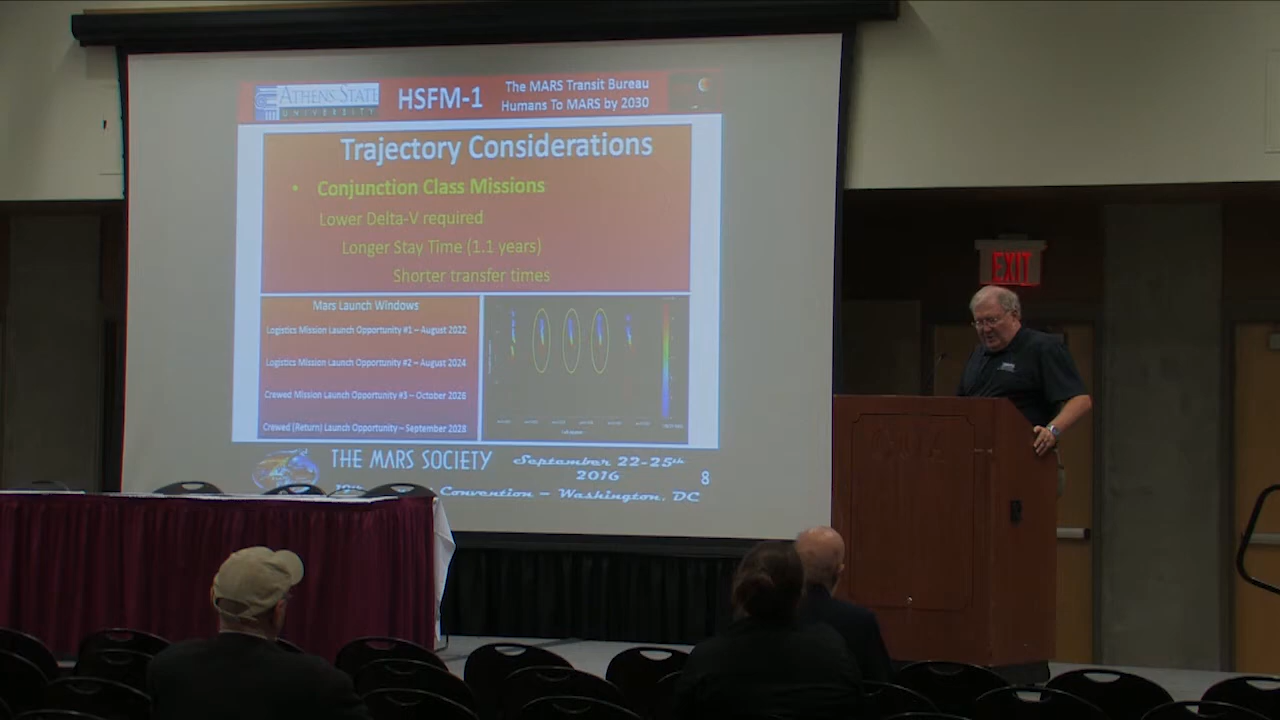 ATHENS STATE
UNIVERSITY
HSFM-1
The MARS Transit Bureau
Humans To MARS by 2030
Trajectory Considerations
• Conjunction Class Missions
Lower Delta-V required
Longer Stay Time (1.1 years)
Shorter transfer times
Mars Launch Windows
Logistics Mission Launch Opportunity #1 – August 2022
Logistics Mission Launch Opportunity #2 – August 2024
Crewed Mission Launch Opportunity #3 – October 2026
Crewed (Return) Launch Opportunity – September 2028
THE MARS SOCIETY
September 22-25th
2016
8
Convention – Washington, DC
EXIT